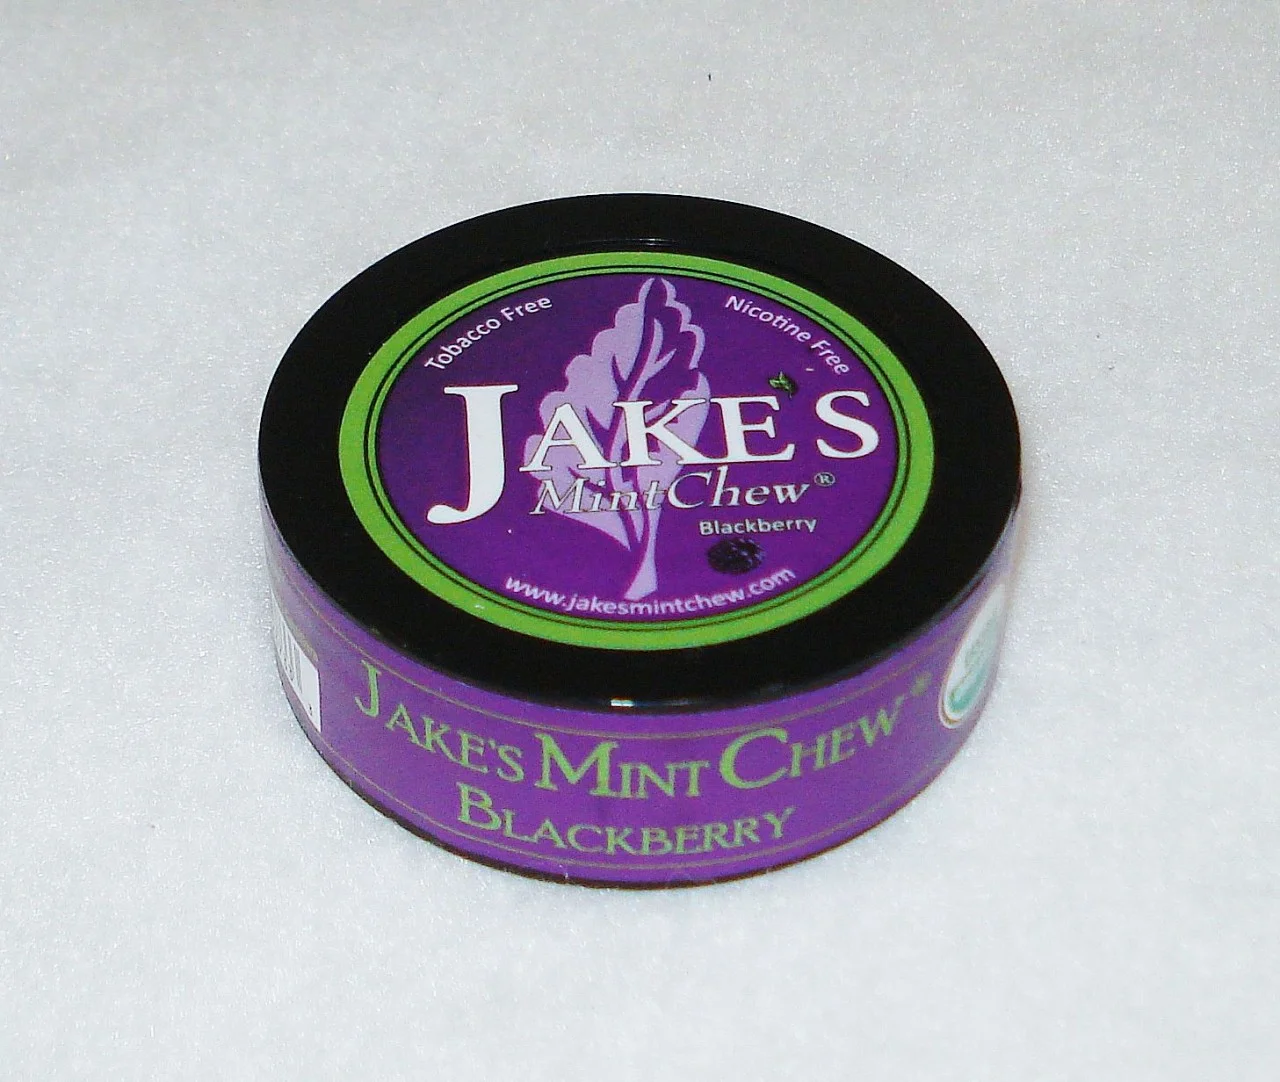 Tobacco Free
Nicotine Free
JAKE'S
MintChew®
Blackberry
www.jakesmintchew.com
JAKE'S MINT CHEW®
BLACKBERRY